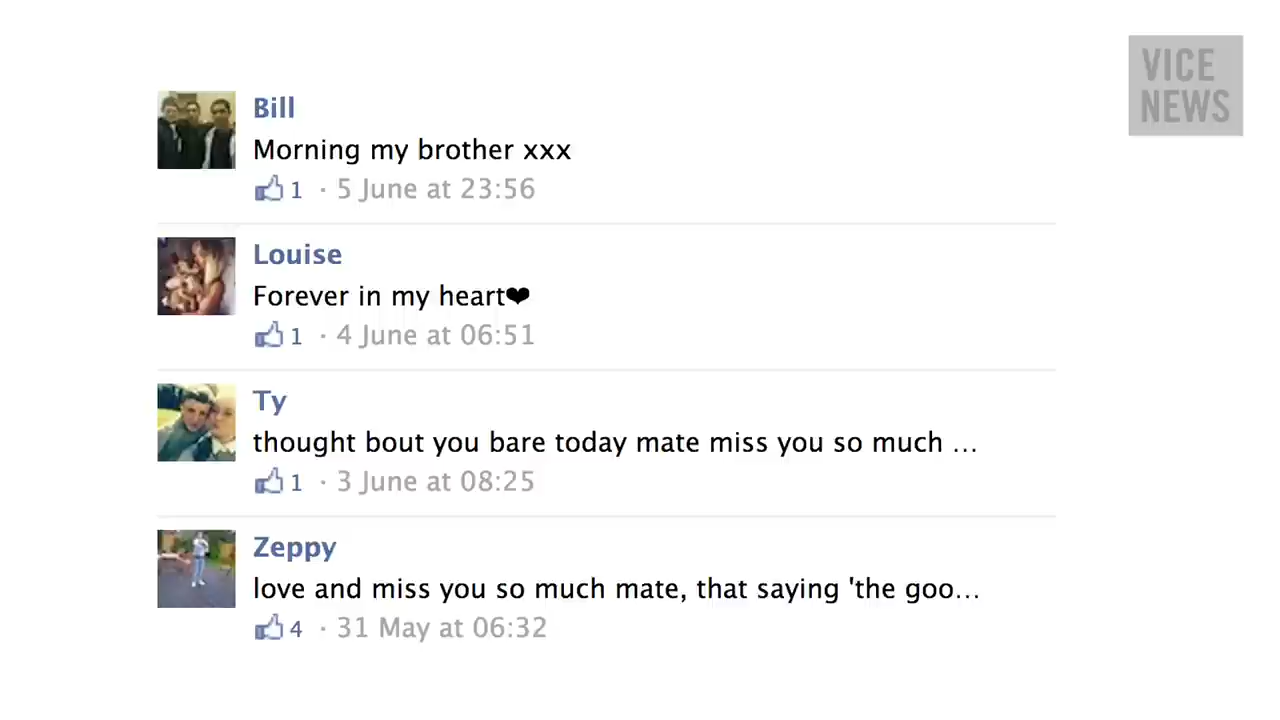 VICE
NEWS
Bill
Morning my brother xxx
1 · 5 June at 23:56
Louise
Forever in my heart❤
1 · 4 June at 06:51
Ty
thought bout you bare today mate miss you so much ...
1 · 3 June at 08:25
Zeppy
love and miss you so much mate, that saying 'the goo...
4 · 31 May at 06:32